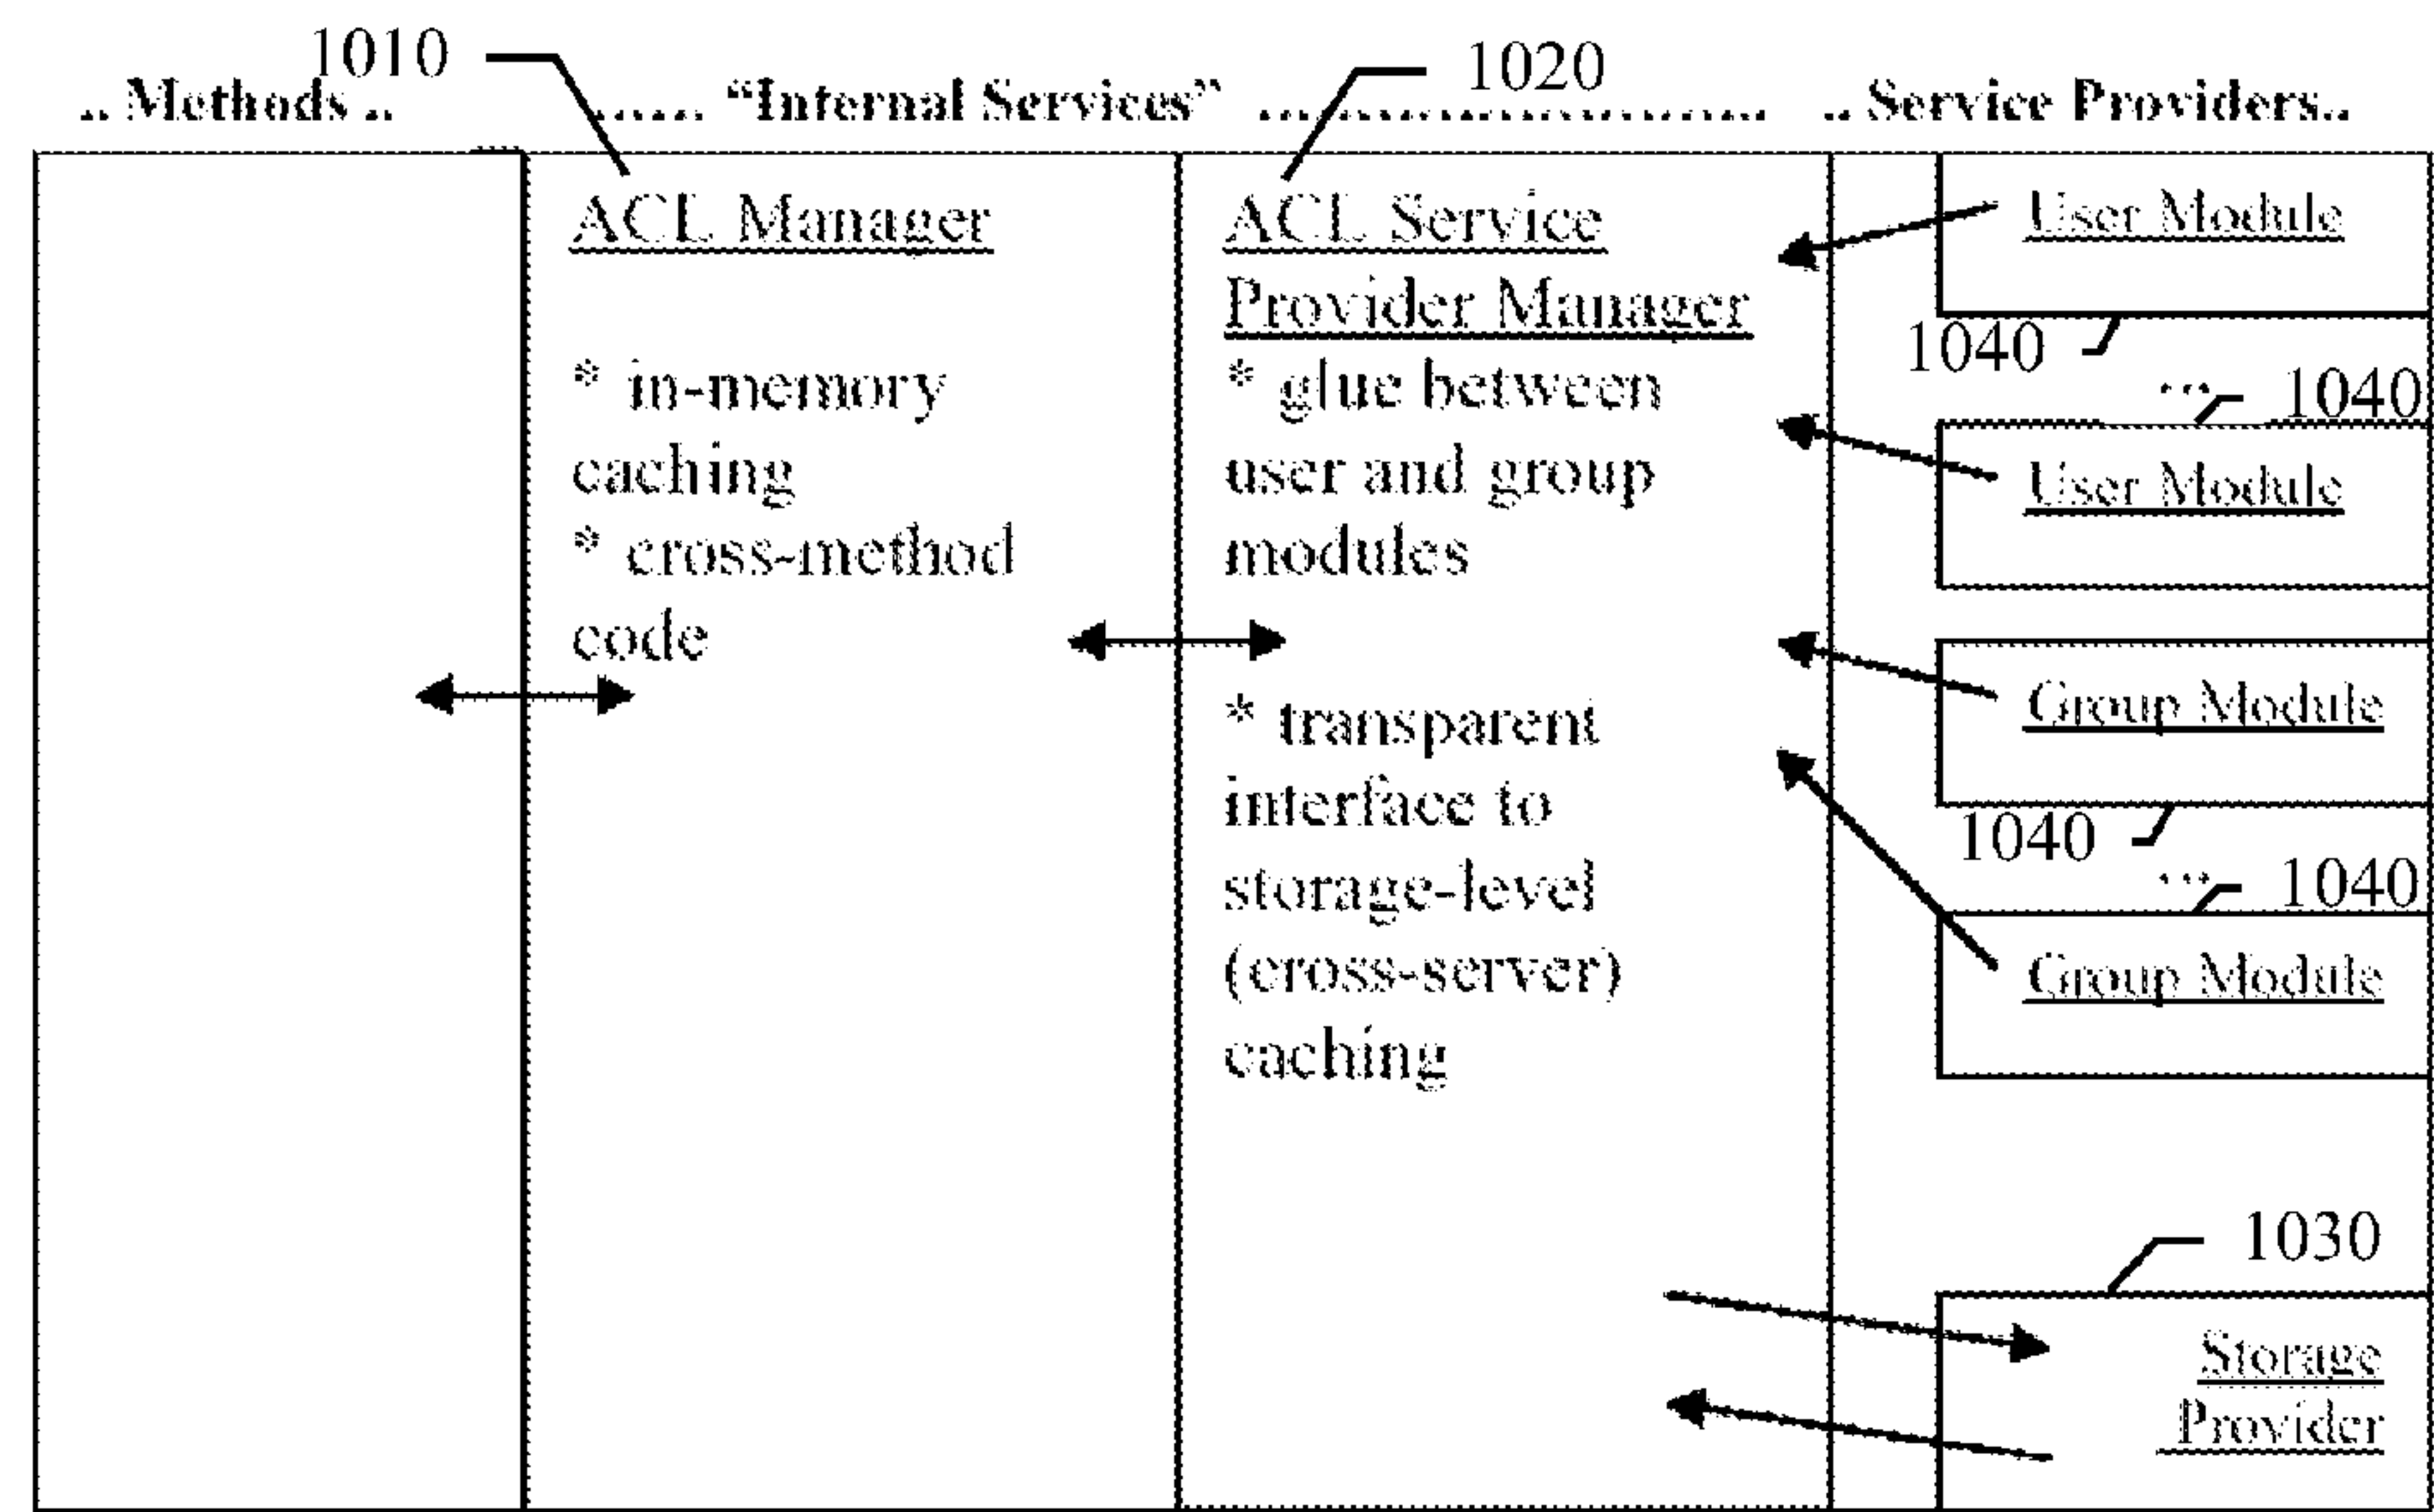 1010
1020
.. Methods ..
...... “Internal Services” ........................
.. Service Providers..
ACL Manager
* in-memory
caching
* cross-method
code
ACL Service
Provider Manager
* glue between
user and group
modules
* transparent
interface to
storage-level
(cross-server)
caching
User Module
1040
... 1040
User Module
Group Module
1040
... 1040
Group Module
1030
Storage
Provider